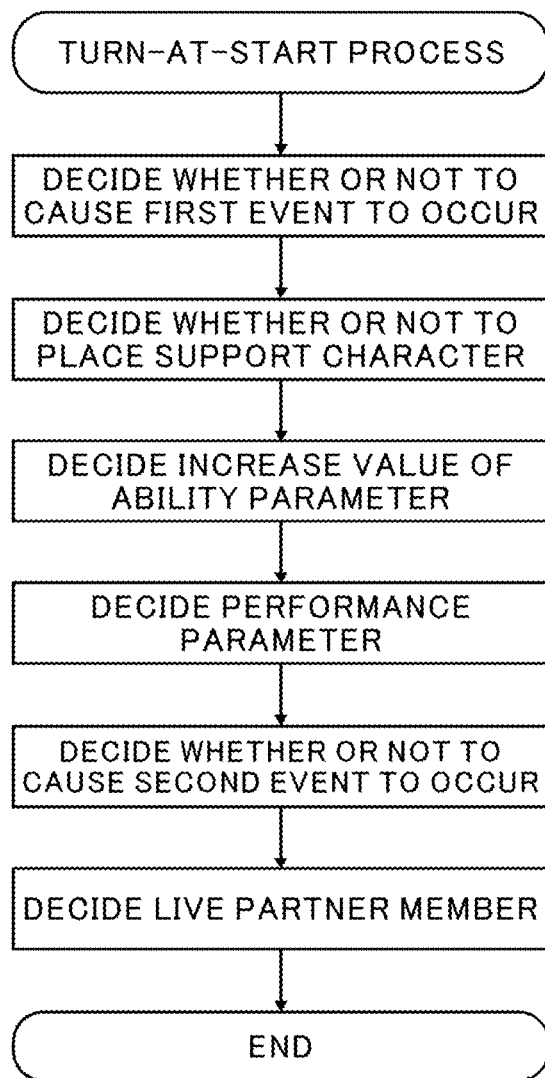 TURN-AT-START PROCESS
DECIDE WHETHER OR NOT TO
CAUSE FIRST EVENT TO OCCUR
DECIDE WHETHER OR NOT TO
PLACE SUPPORT CHARACTER
DECIDE INCREASE VALUE OF
ABILITY PARAMETER
DECIDE PERFORMANCE
PARAMETER
DECIDE WHETHER OR NOT TO
CAUSE SECOND EVENT TO OCCUR
DECIDE LIVE PARTNER MEMBER
END